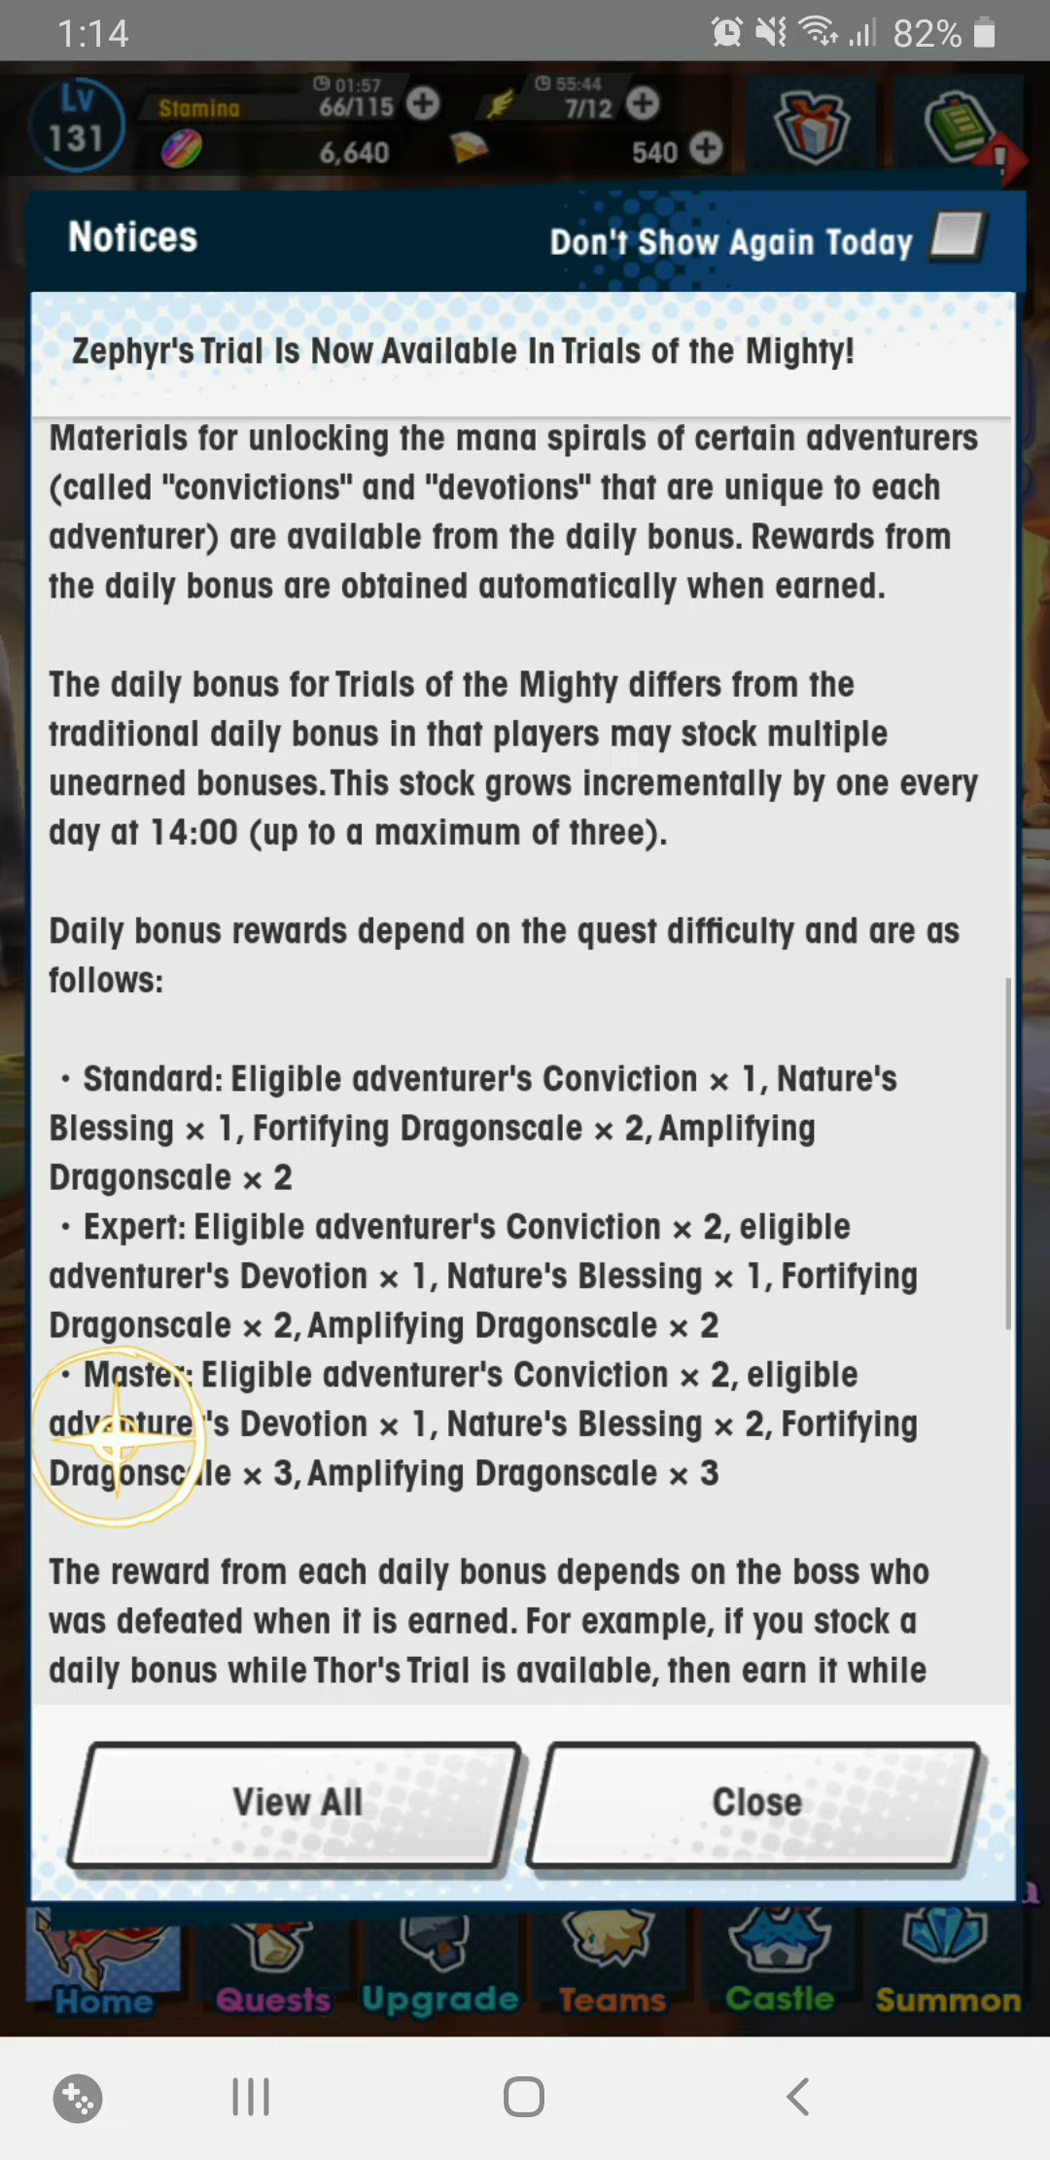 1:14
82%
Lv
131
Stamina
01:57
66/115
55:44
7/12
6,640
540
Notices
Don't Show Again Today
Zephyr's Trial Is Now Available In Trials of the Mighty!
Materials for unlocking the mana spirals of certain adventurers
(called "convictions" and "devotions" that are unique to each
adventurer) are available from the daily bonus. Rewards from
the daily bonus are obtained automatically when earned.
The daily bonus for Trials of the Mighty differs from the
traditional daily bonus in that players may stock multiple
unearned bonuses. This stock grows incrementally by one every
day at 14:00 (up to a maximum of three).
Daily bonus rewards depend on the quest difficulty and are as
follows:
・Standard: Eligible adventurer's Conviction × 1, Nature's
Blessing × 1, Fortifying Dragonscale × 2, Amplifying
Dragonscale × 2
・Expert: Eligible adventurer's Conviction × 2, eligible
adventurer's Devotion × 1, Nature's Blessing × 1, Fortifying
Dragonscale × 2, Amplifying Dragonscale × 2
・Master: Eligible adventurer's Conviction × 2, eligible
adventurer's Devotion × 1, Nature's Blessing × 2, Fortifying
Dragonscale × 3, Amplifying Dragonscale × 3
The reward from each daily bonus depends on the boss who
was defeated when it is earned. For example, if you stock a
daily bonus while Thor's Trial is available, then earn it while
View All
Close
Home
Quests
Upgrade
Teams
Castle
Summon